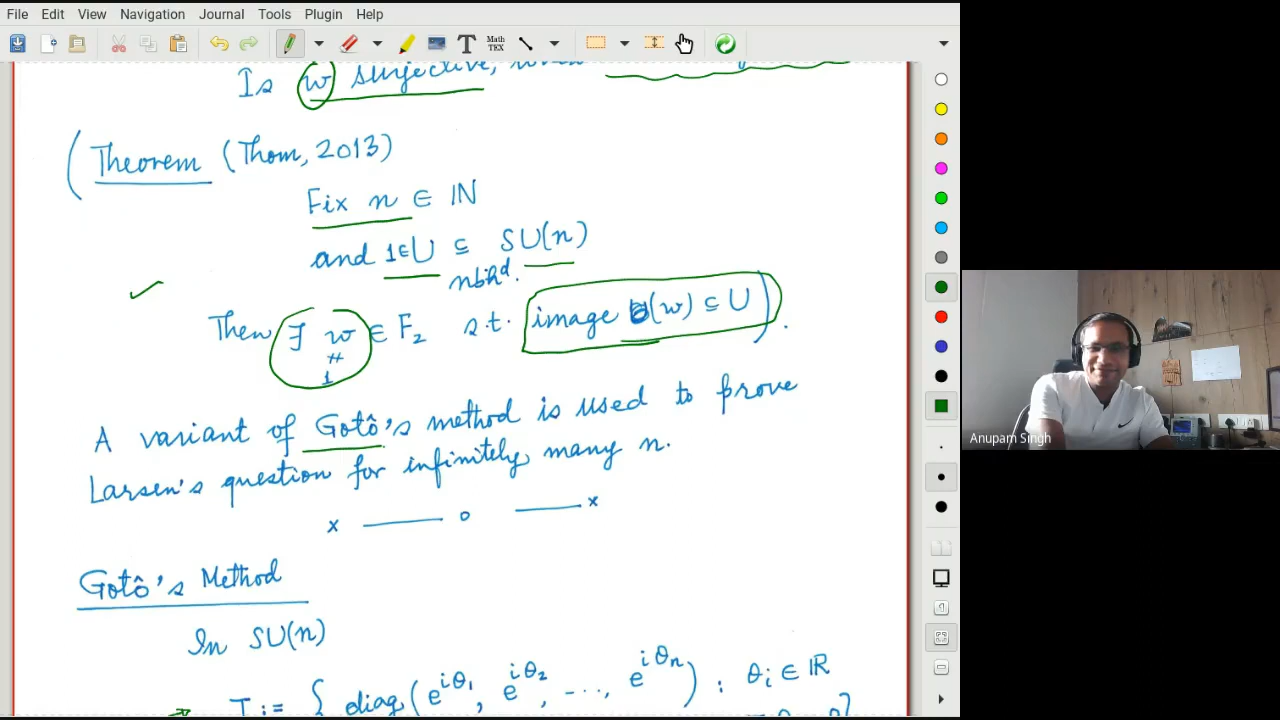 File Edit View Navigation Journal Tools Plugin Help
T Math TEX
Is w surjective,
Theorem (Thom, 2013)
Fix n ∈ ℕ
and 1∈U ⊆ SU(n)
nbhd.
Then ∃ w ∈ F₂ s.t. image (w) ⊆ U ) .
≠
1
A variant of Gotô's method is used to prove
Larsen's question for infinitely many n.
x —— o —— x
Gotô's Method
In SU(n)
T := { diag(e^{iθ₁}, e^{iθ₂}, ..., e^{iθₙ}) : θᵢ ∈ ℝ
Anupam Singh